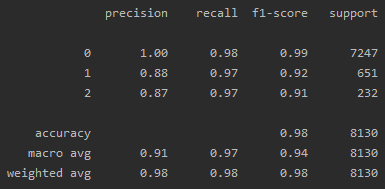 precision recall f1-score support
0 1.00 0.98 0.99 7247
1 0.88 0.97 0.92 651
2 0.87 0.97 0.91 232
accuracy 0.98 8130
macro avg 0.91 0.97 0.94 8130
weighted avg 0.98 0.98 0.98 8130